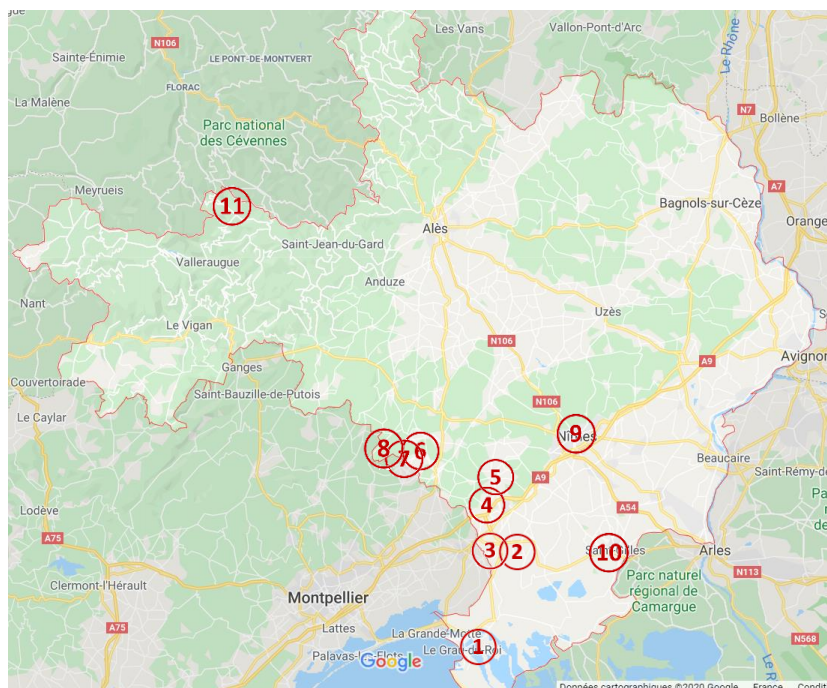 Sainte-Énimie
N106
LE PONT-DE-MONTVERT
Les Vans
Vallon-Pont-d'Arc
Le Rhône
FLORAC
La Malène
N7
Bollène
Parc national
des Cévennes
Meyrueis
11
A7
Bagnols-sur-Cèze
Orange
Alès
Saint-Jean-du-Gard
Valleraugue
Anduze
Nant
Le Vigan
Uzès
N106
A9
Avignon
Ganges
Couvertoirade
Saint-Bauzille-de-Putois
N106
Le Caylar
9
Nîmes
8
7
6
Beaucaire
5
A9
Saint-Rémy-de
4
A54
Lodève
A75
3
2
10
Arles
Clermont-l'Hérault
Parc naturel
régional de
Camargue
N113
Montpellier
A75
Lattes
La Grande-Motte
1
Le Grau-du-Roi
N568
Palavas-les-Flots
Google
Données cartographiques ©2020 Google
France
Condit